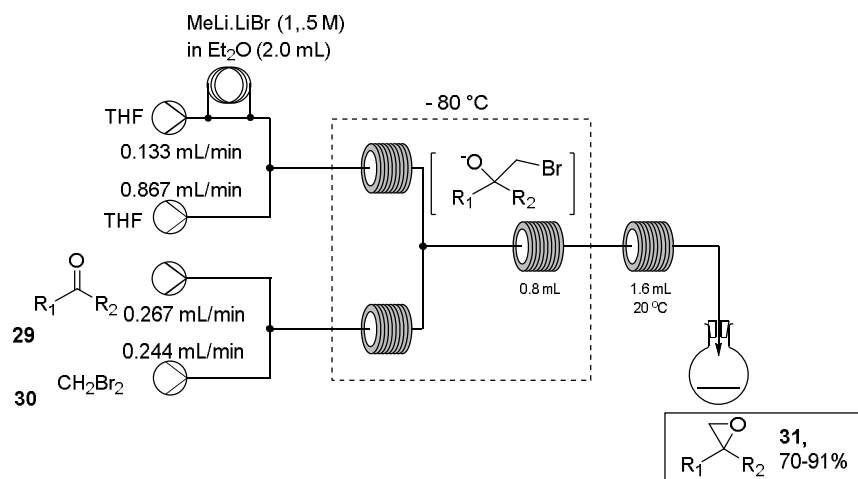 MeLi.LiBr (1,.5 M)
in Et₂O (2.0 mL)
- 80 °C
THF
0.133 mL/min
0.867 mL/min
THF
⁻O
Br
R₁
R₂
O
R₁
R₂
29
0.267 mL/min
0.244 mL/min
30
CH₂Br₂
0.8 mL
1.6 mL
20 °C
O
R₁
R₂
31,
70-91%